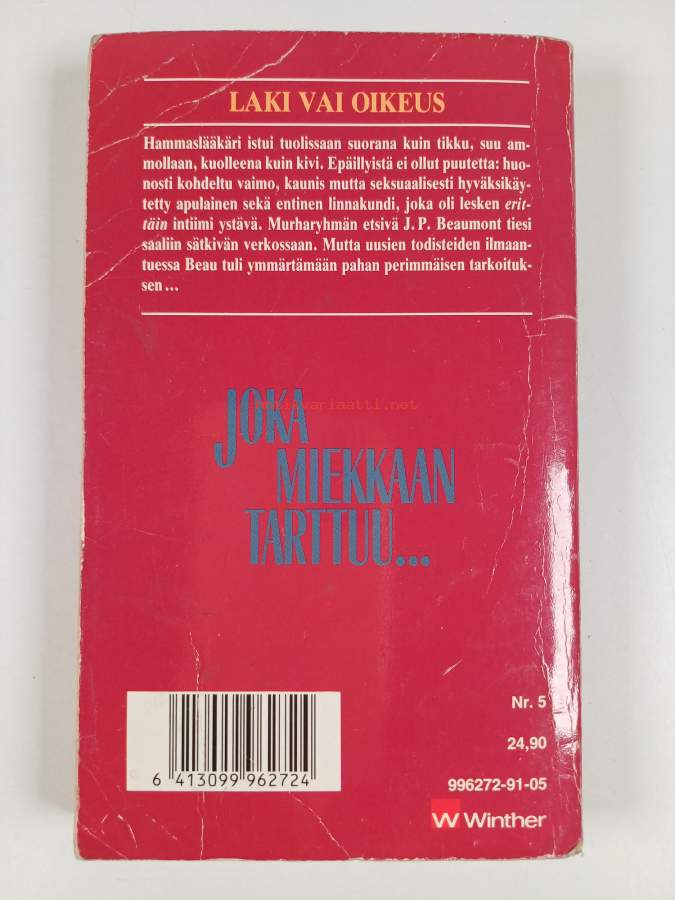 LAKI VAI OIKEUS
Hammaslääkäri istui tuolissaan suorana kuin tikku, suu am-
mollaan, kuolleena kuin kivi. Epäillyistä ei ollut puutetta: huo-
nosti kohdeltu vaimo, kaunis mutta seksuaalisesti hyväksikäy-
tetty apulainen sekä entinen linnakundi, joka oli lesken erit-
täin intiimi ystävä. Murharyhmän etsivä J. P. Beaumont tiesi
saaliin sätkivän verkossaan. Mutta uusien todisteiden ilmaan-
tuessa Beau tuli ymmärtämään pahan perimmäisen tarkoituk-
sen...
JOKA
MIEKKAAN
TARTTUU...
Nr. 5
24,90
6 413099 962724
996272-91-05
W Winther